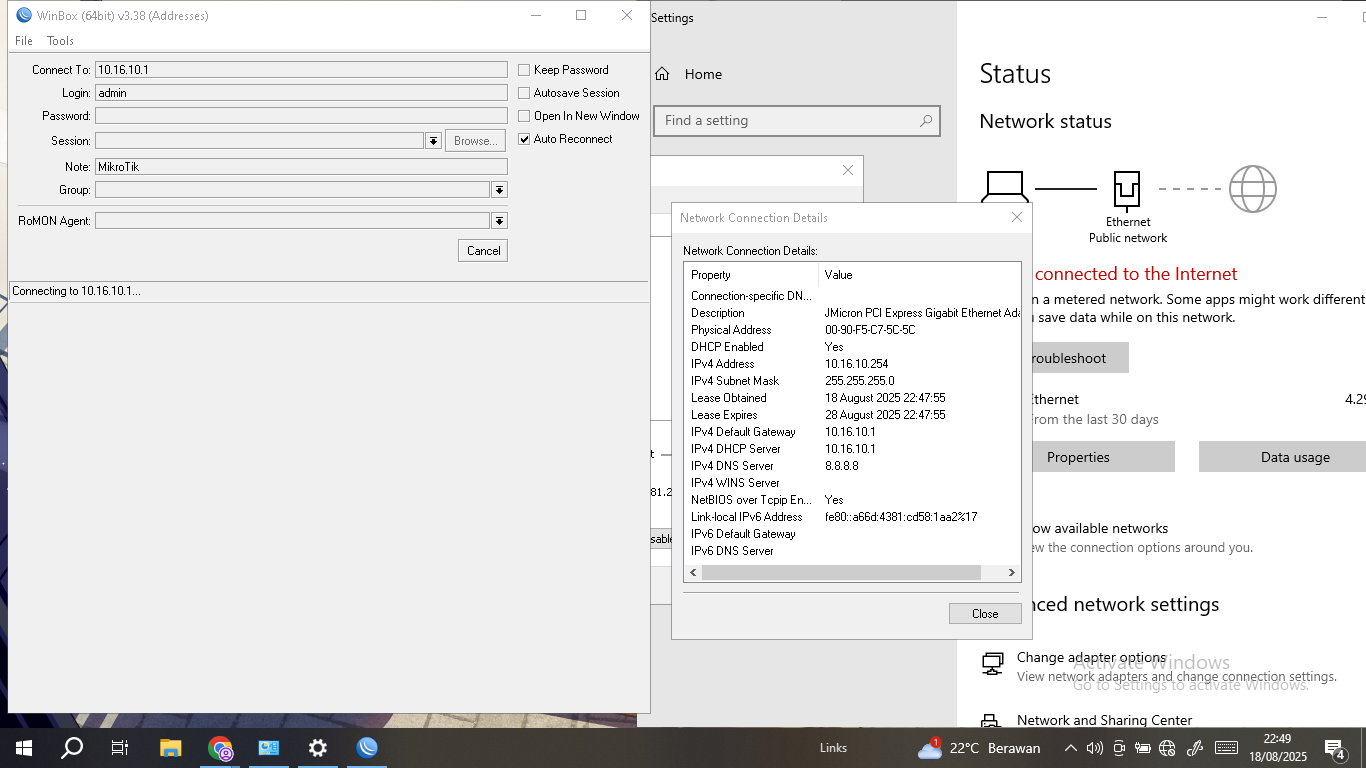 WinBox (64bit) v3.38 (Addresses)
File Tools
Connect To: 10.16.10.1
Keep Password
Login: admin
Autosave Session
Password:
Open In New Window
Session:
Browse...
Auto Reconnect
Note: MikroTik
Group:
RoMON Agent:
Cancel
Connecting to 10.16.10.1...
Settings
Home
Find a setting
81.2
sable
Network Connection Details
Network Connection Details:
Property Value
Connection-specific DN...
Description JMicron PCI Express Gigabit Ethernet Ada
Physical Address 00-90-F5-C7-5C-5C
DHCP Enabled Yes
IPv4 Address 10.16.10.254
IPv4 Subnet Mask 255.255.255.0
Lease Obtained 18 August 2025 22:47:55
Lease Expires 28 August 2025 22:47:55
IPv4 Default Gateway 10.16.10.1
IPv4 DHCP Server 10.16.10.1
IPv4 DNS Server 8.8.8.8
IPv4 WINS Server
NetBIOS over Tcpip En... Yes
Link-local IPv6 Address fe80::a66d:4381:cd58:1aa2%17
IPv6 Default Gateway
IPv6 DNS Server
Close
Status
Network status
Ethernet
Public network
connected to the Internet
n a metered network. Some apps might work different
save data while on this network.
roubleshoot
thernet 4.29
From the last 30 days
Properties
Data usage
ow available networks
ew the connection options around you.
nced network settings
Change adapter options
View network adapters and change connection settings.
Activate Windows
Go to Settings to activate Windows.
Network and Sharing Center
Links
1
22°C Berawan
22:49
18/08/2025
4